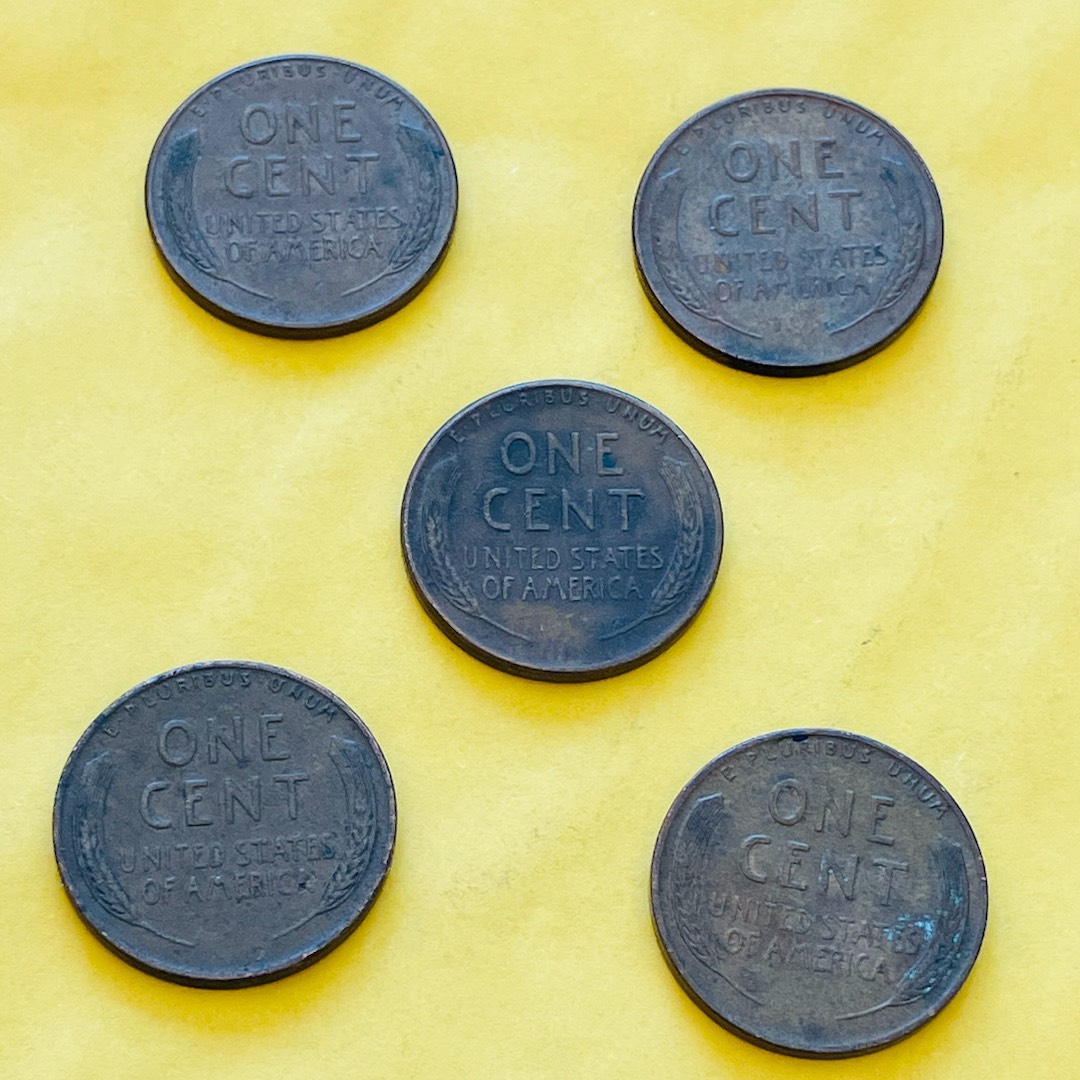 E PLURIBUS UNUM
ONE
CENT
UNITED STATES
OF AMERICA
E PLURIBUS UNUM
ONE
CENT
UNITED STATES
OF AMERICA
E PLURIBUS UNUM
ONE
CENT
UNITED STATES
OF AMERICA
E PLURIBUS UNUM
ONE
CENT
UNITED STATES
OF AMERICA
E PLURIBUS UNUM
ONE
CENT
UNITED STATES
OF AMERICA